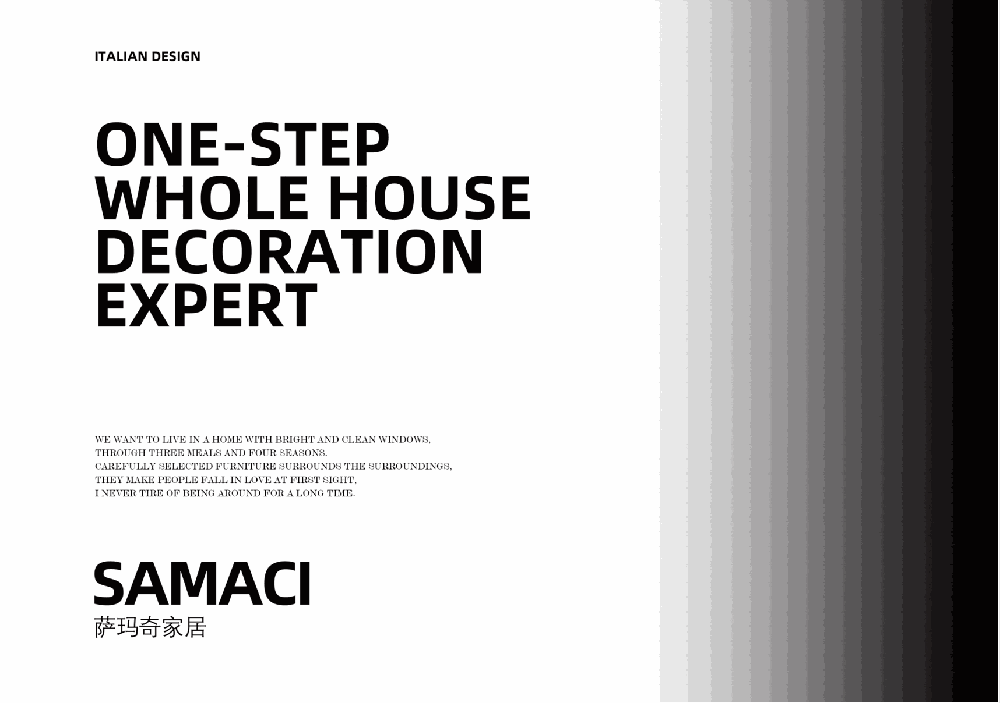 ITALIAN DESIGN
ONE-STEP
WHOLE HOUSE
DECORATION
EXPERT
WE WANT TO LIVE IN A HOME WITH BRIGHT AND CLEAN WINDOWS,
THROUGH THREE MEALS AND FOUR SEASONS.
CAREFULLY SELECTED FURNITURE SURROUNDS THE SURROUNDINGS,
THEY MAKE PEOPLE FALL IN LOVE AT FIRST SIGHT,
I NEVER TIRE OF BEING AROUND FOR A LONG TIME.
SAMACI
萨玛奇家居